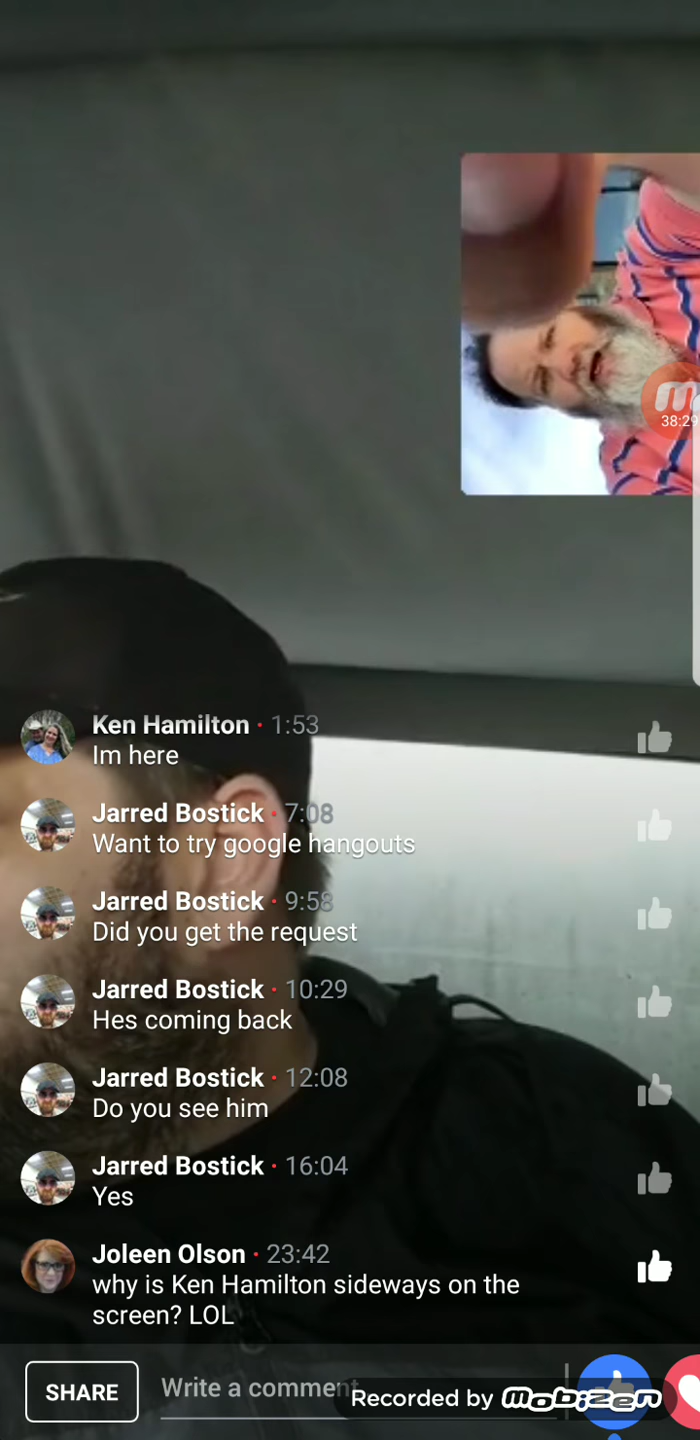 38:29
Ken Hamilton · 1:53
Im here
Jarred Bostick · 7:08
Want to try google hangouts
Jarred Bostick · 9:58
Did you get the request
Jarred Bostick · 10:29
Hes coming back
Jarred Bostick · 12:08
Do you see him
Jarred Bostick · 16:04
Yes
Joleen Olson · 23:42
why is Ken Hamilton sideways on the
screen? LOL
SHARE
Write a comment
Recorded by mobizen